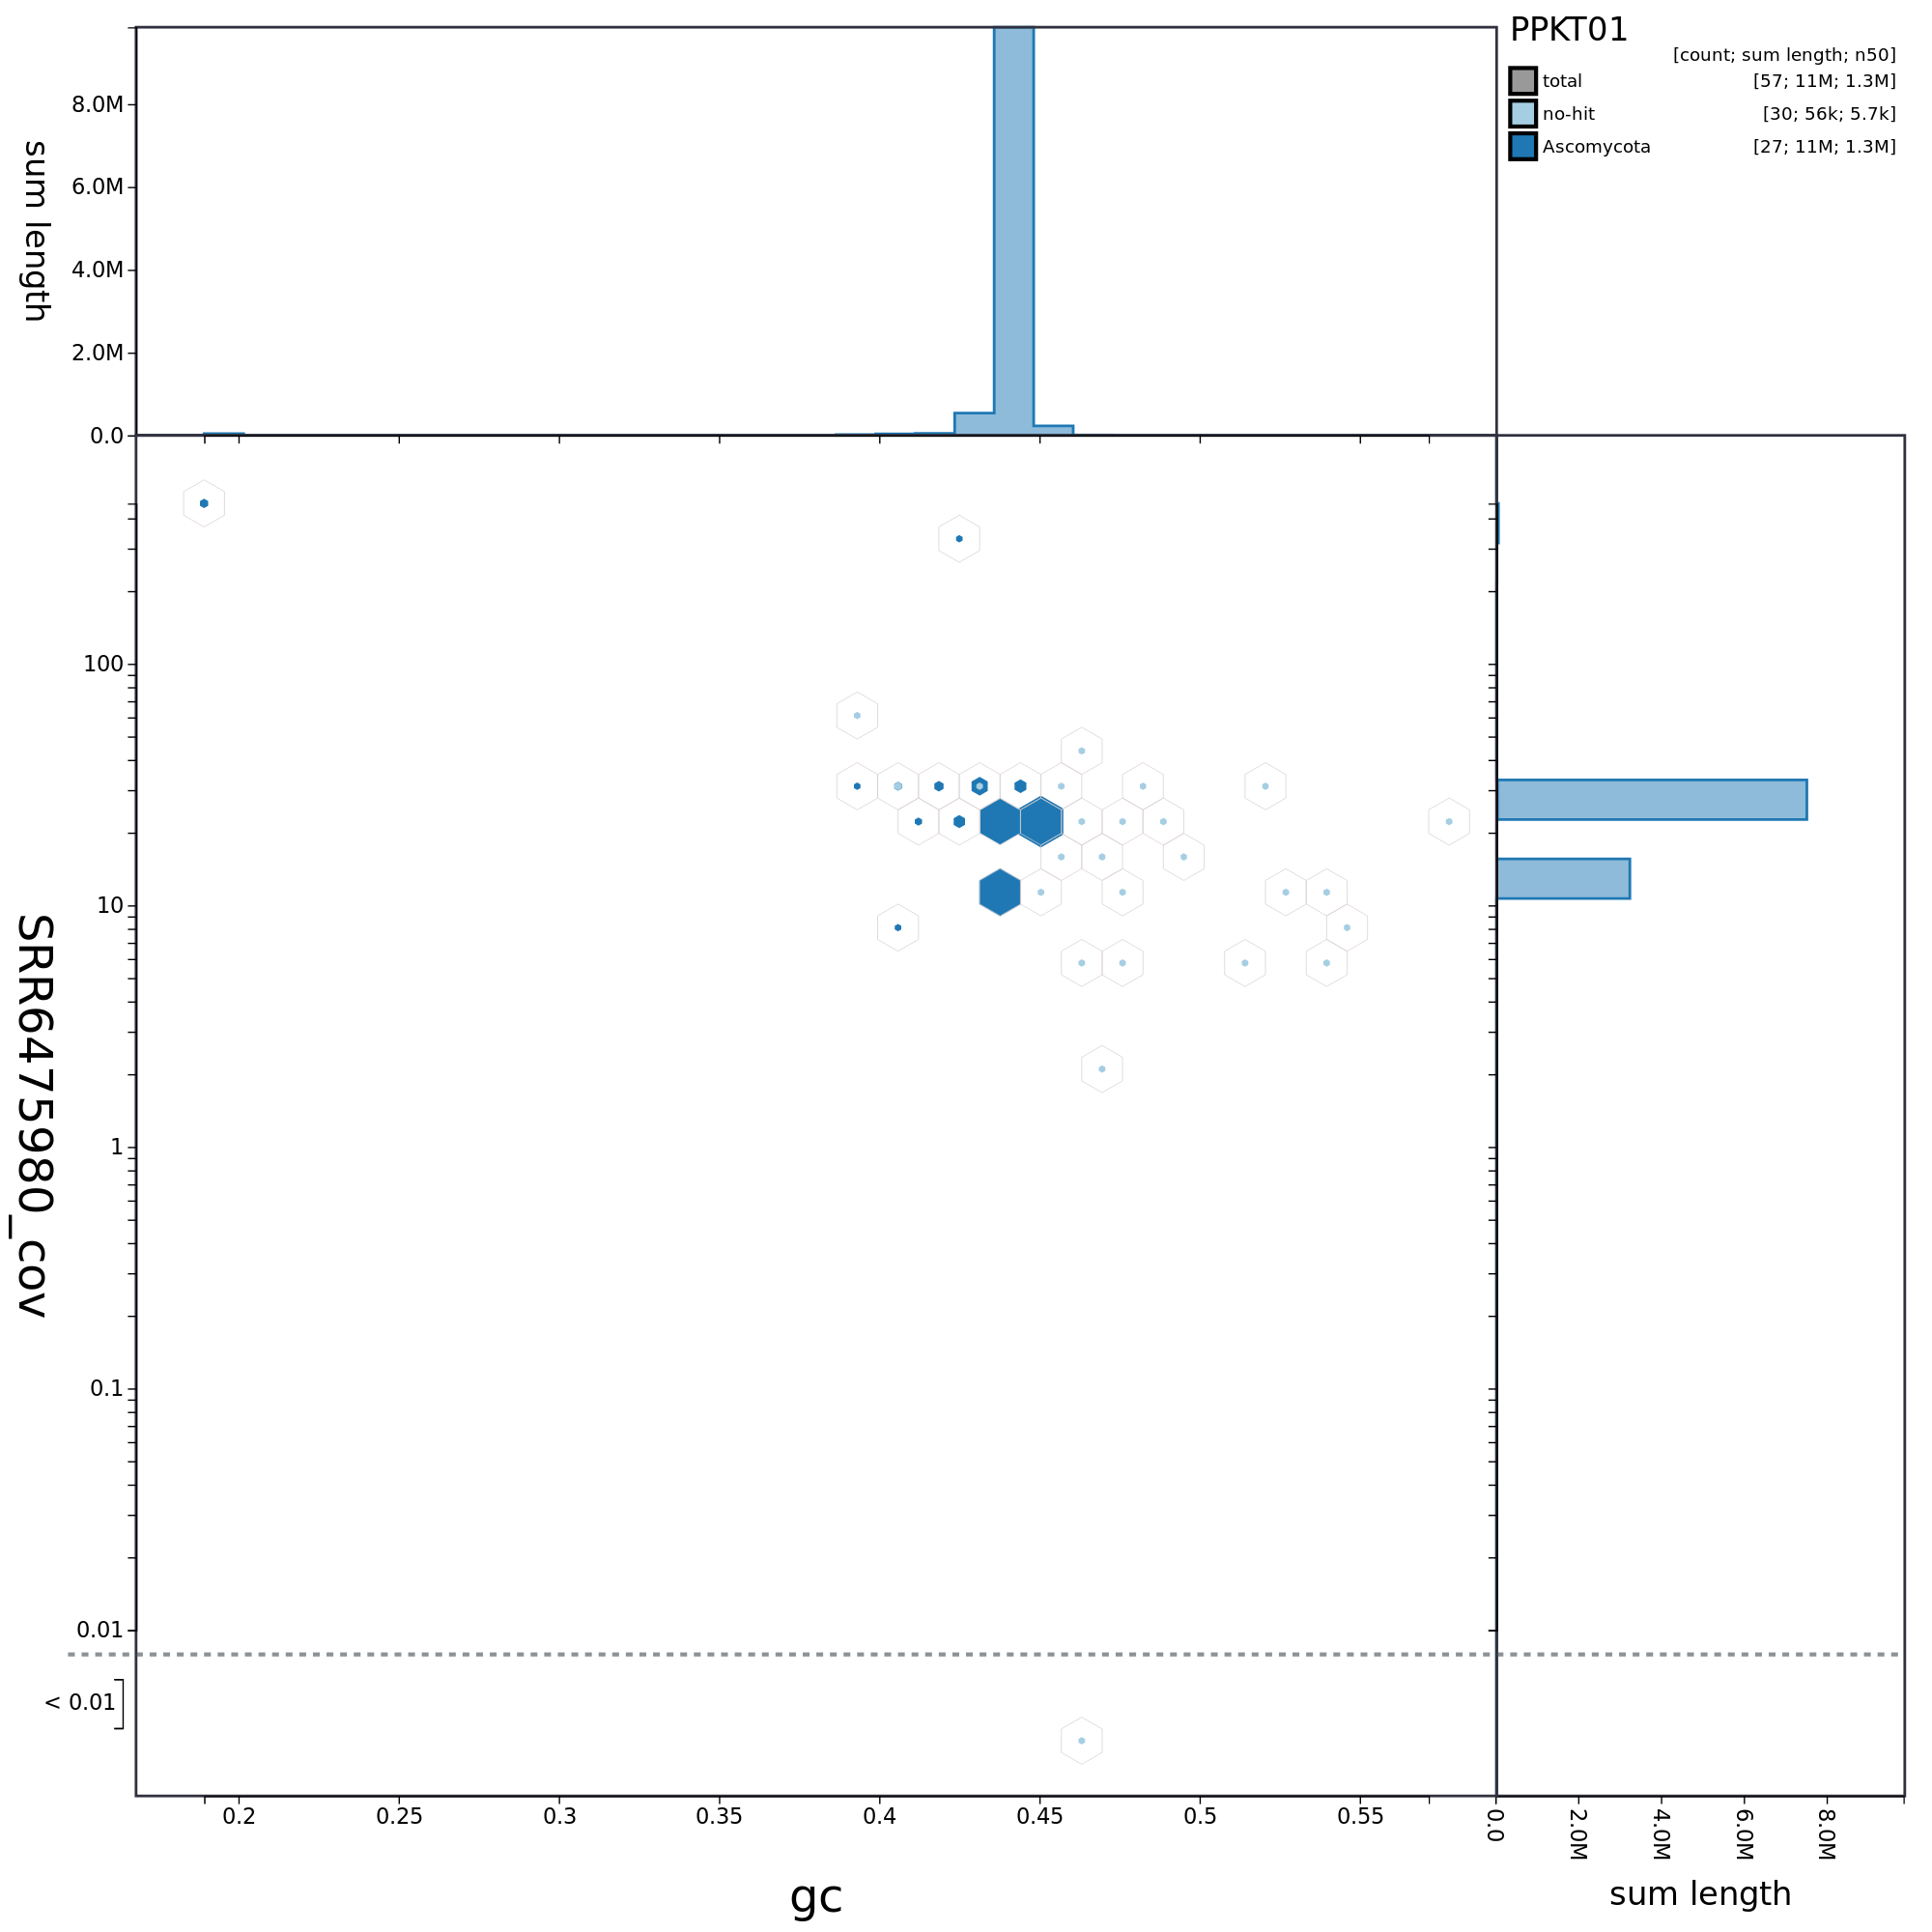 PPKT01
[count; sum length; n50]
total [57; 11M; 1.3M]
no-hit [30; 56k; 5.7k]
Ascomycota [27; 11M; 1.3M]
sum length
8.0M
6.0M
4.0M
2.0M
0.0
SRR6475980_cov
100
10
1
0.1
0.01
< 0.01
0.2 0.25 0.3 0.35 0.4 0.45 0.5 0.55
gc
0.0 2.0M 4.0M 6.0M 8.0M
sum length